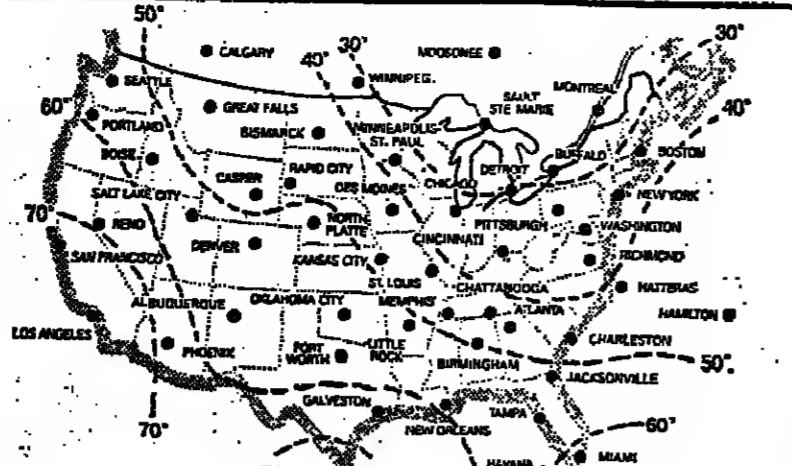 50° 30°
CALGARY MOOSONEE
40° 30°
SEATTLE WINNIPEG. MONTREAL
SAULT
STE MARIE
60° GREAT FALLS 40°
PORTLAND BISMARCK MINNEAPOLIS-
ST. PAUL
BOISE RAPID CITY DETROIT BUFFALO BOSTON
CASPER
SALT LAKE CITY DES MOINES CHICAGO NEW YORK
70° RENO NORTH
PLATTE PITTSBURGH WASHINGTON
DENVER CINCINNATI
SAN FRANCISCO KANSAS CITY RICHMOND
ST. LOUIS CHATTANOOGA HATTERAS
ALBUQUERQUE OKLAHOMA CITY MEMPHIS ATLANTA HAMILTON
LOS ANGELES CHARLESTON
PHOENIX FORT
WORTH LITTLE
ROCK BIRMINGHAM 50°
JACKSONVILLE
GALVESTON TAMPA
70° NEW ORLEANS 60°
HAVANA MIAMI